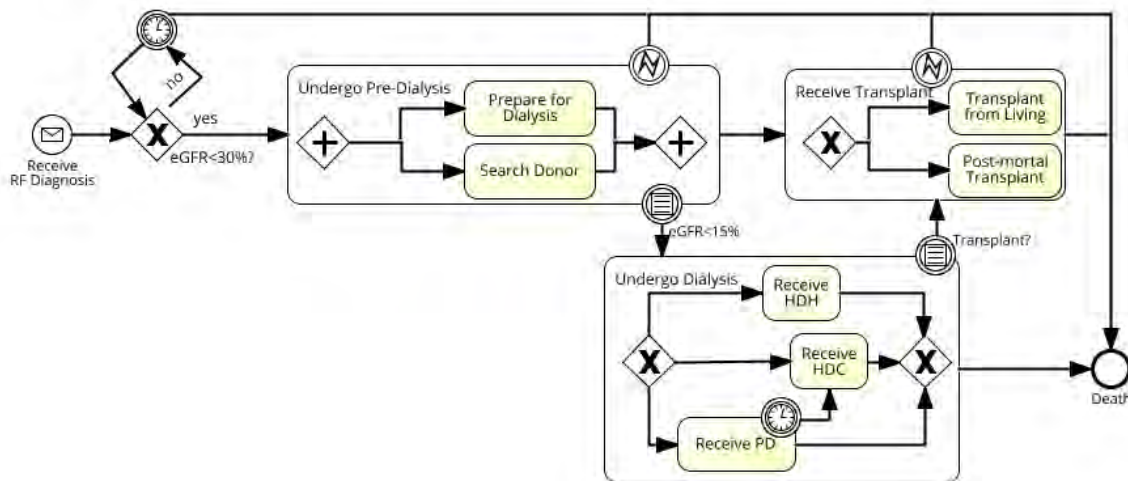 no
yes
eGFR<30%?
Receive
RF Diagnosis
Undergo Pre-Dialysis
Prepare for
Dialysis
Search Donor
eGFR<15%
Receive Transplant
Transplant
from Living
Post-mortal
Transplant
Transplant?
Undergo Dialysis
Receive
HDH
Receive
HDC
Receive PD
Death